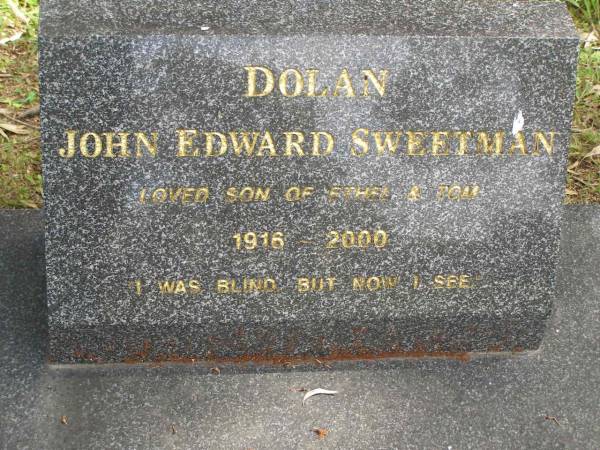 DOLAN
JOHN EDWARD SWEETMAN
LOVED SON OF ETHEL & TOM
1916 - 2000
"I WAS BLIND, BUT NOW I SEE."